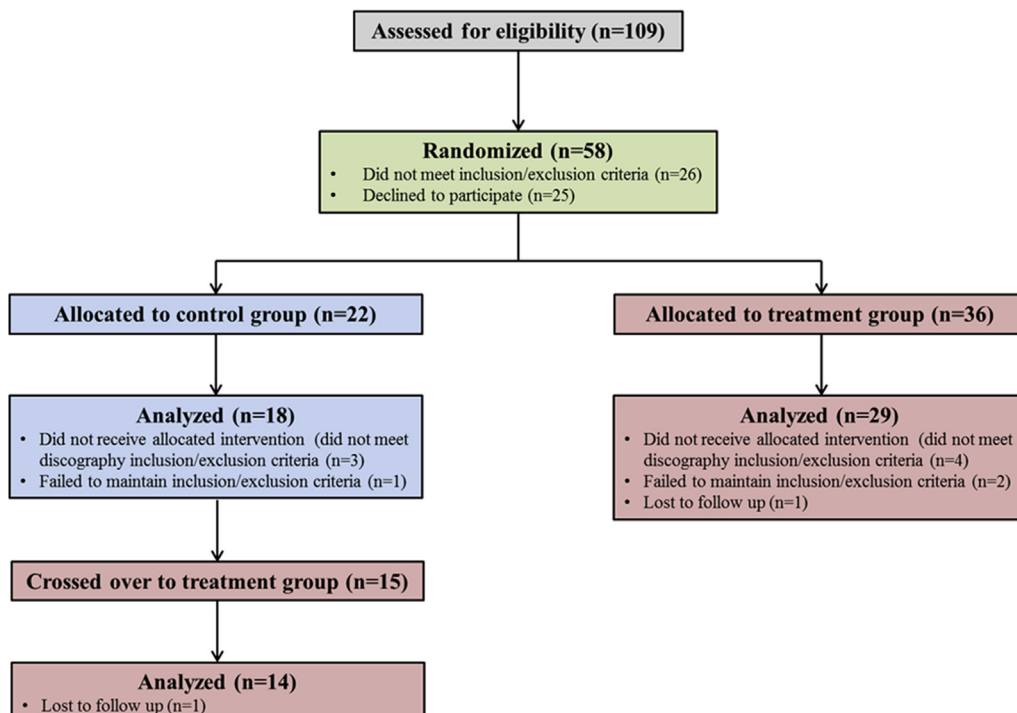 Assessed for eligibility (n=109)
Randomized (n=58)
• Did not meet inclusion/exclusion criteria (n=26)
• Declined to participate (n=25)
Allocated to control group (n=22)
Allocated to treatment group (n=36)
Analyzed (n=18)
• Did not receive allocated intervention (did not meet
discography inclusion/exclusion criteria (n=3)
• Failed to maintain inclusion/exclusion criteria (n=1)
Analyzed (n=29)
• Did not receive allocated intervention (did not meet
discography inclusion/exclusion criteria (n=4)
• Failed to maintain inclusion/exclusion criteria (n=2)
• Lost to follow up (n=1)
Crossed over to treatment group (n=15)
Analyzed (n=14)
• Lost to follow up (n=1)